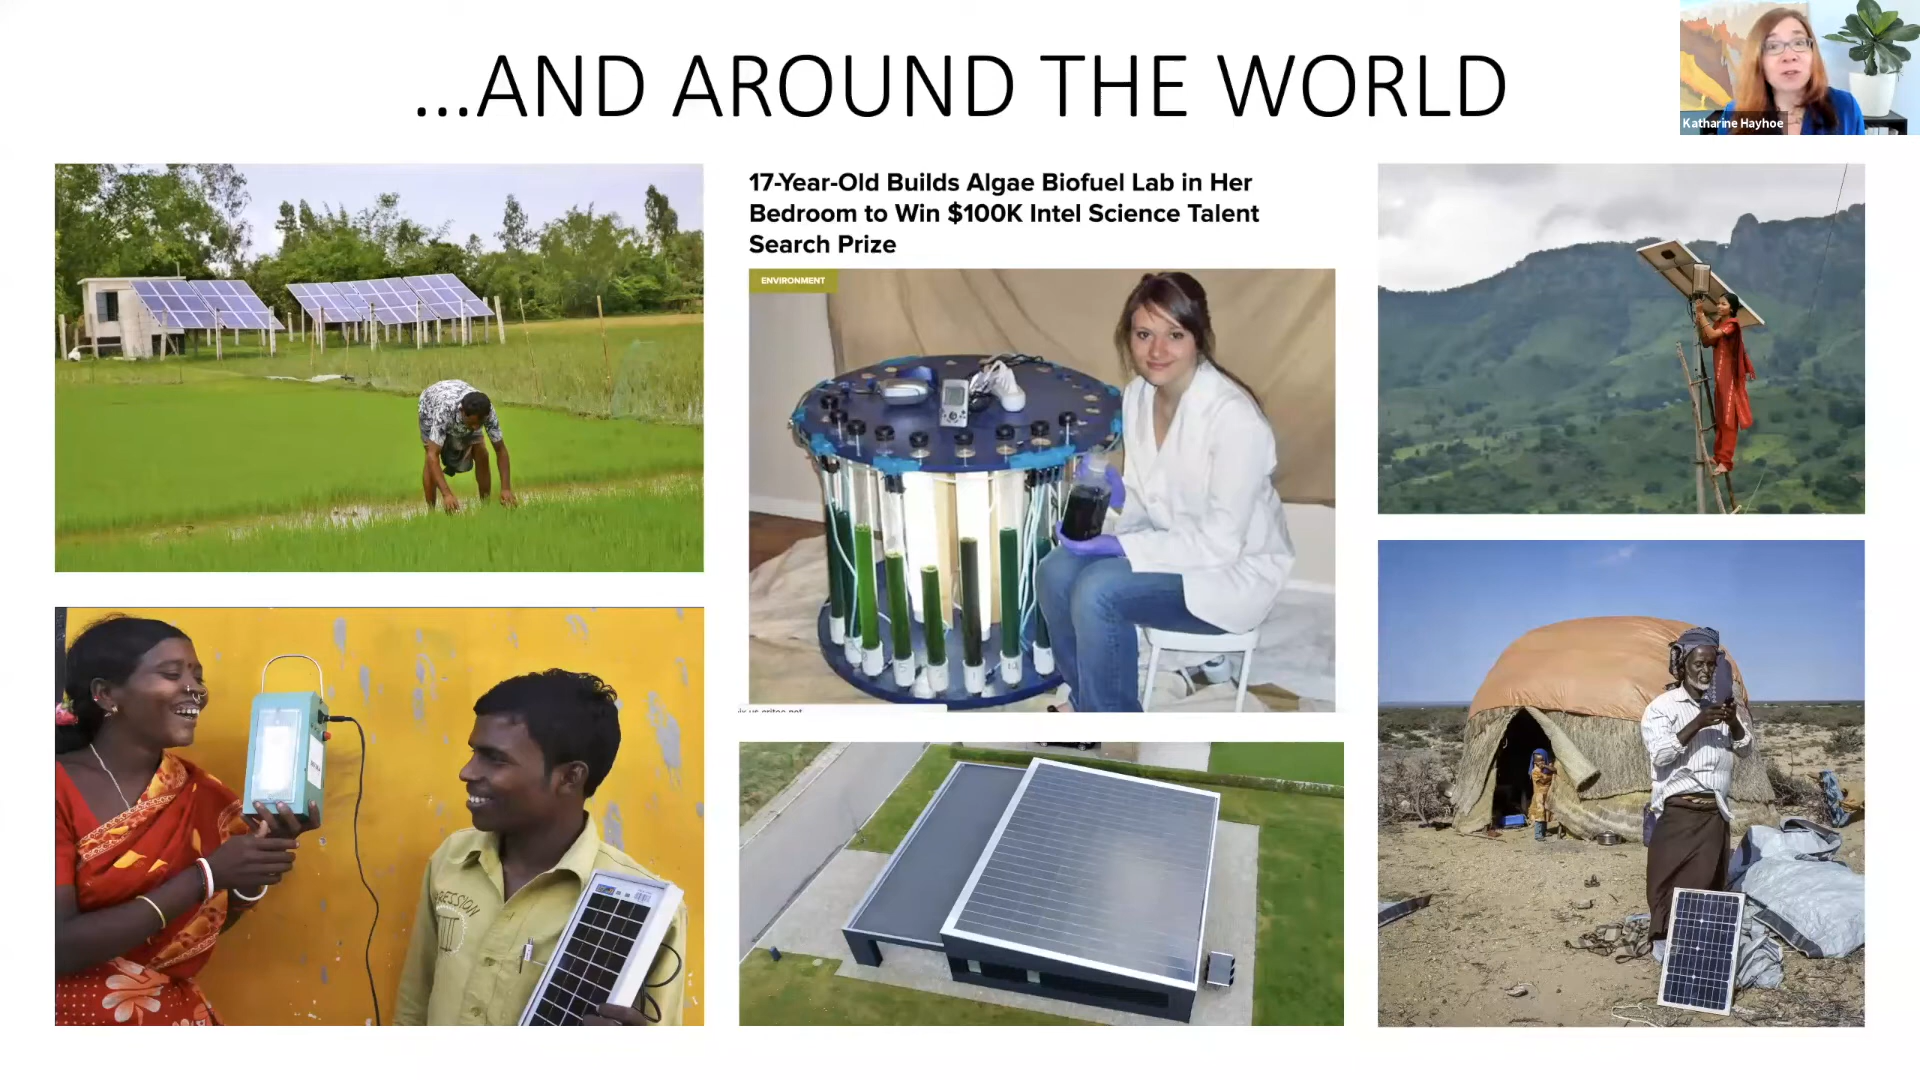 ...AND AROUND THE WORLD
Katharine Hayhoe
17-Year-Old Builds Algae Biofuel Lab in Her
Bedroom to Win $100K Intel Science Talent
Search Prize
ENVIRONMENT